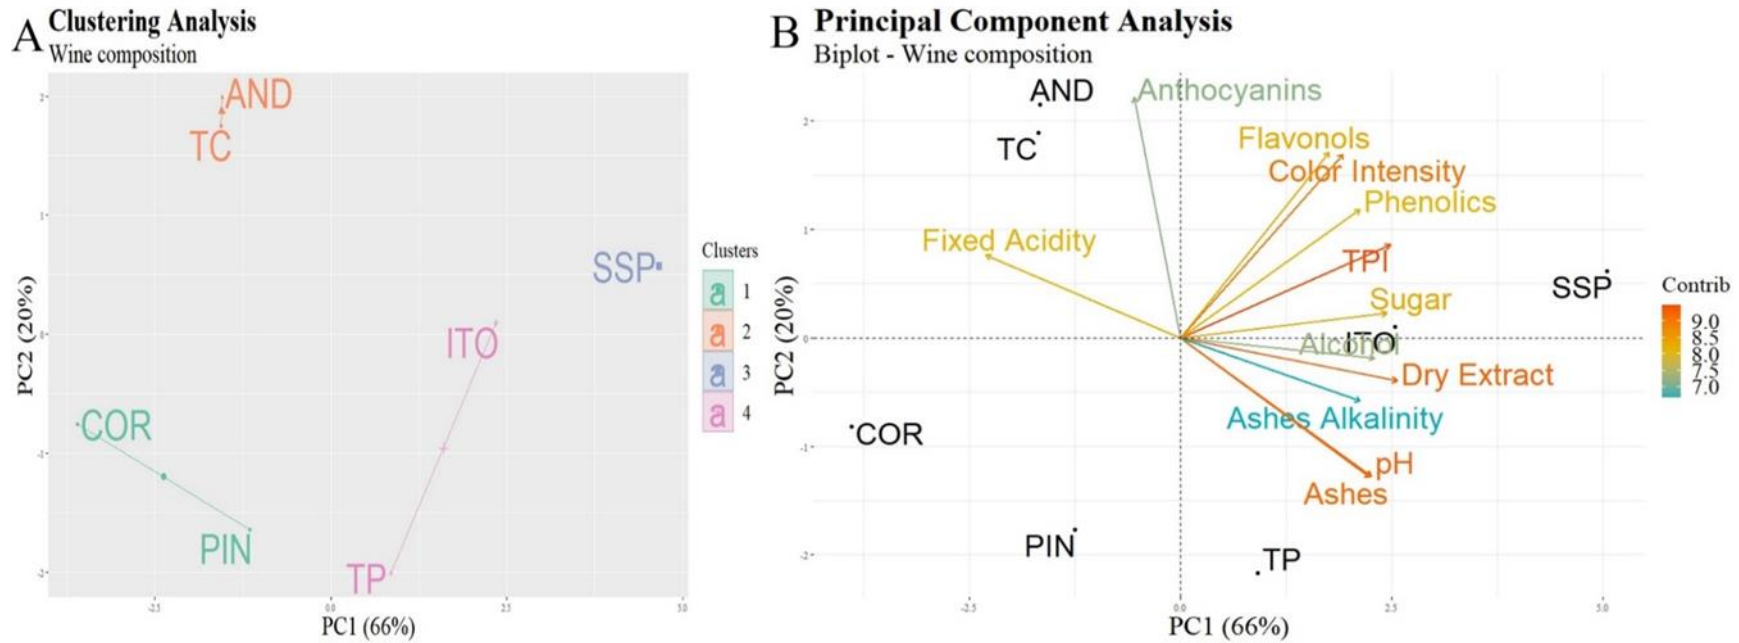 A Clustering Analysis
Wine composition
AND
TC
SSP
ITO
COR
PIN
TP
2
1
0
-1
-2
-2.5
0.0
2.5
5.0
PC2 (20%)
PC1 (66%)
Clusters
a 1
a 2
a 3
a 4
B Principal Component Analysis
Biplot - Wine composition
AND
Anthocyanins
TC
Flavonols
Color Intensity
Phenolics
Fixed Acidity
TPI
SSP
Sugar
ITO
Alcohol
Dry Extract
Ashes Alkalinity
COR
pH
Ashes
PIN
TP
2
1
0
-1
-2
-2.5
0.0
2.5
5.0
PC2 (20%)
PC1 (66%)
Contrib
9.0
8.5
8.0
7.5
7.0